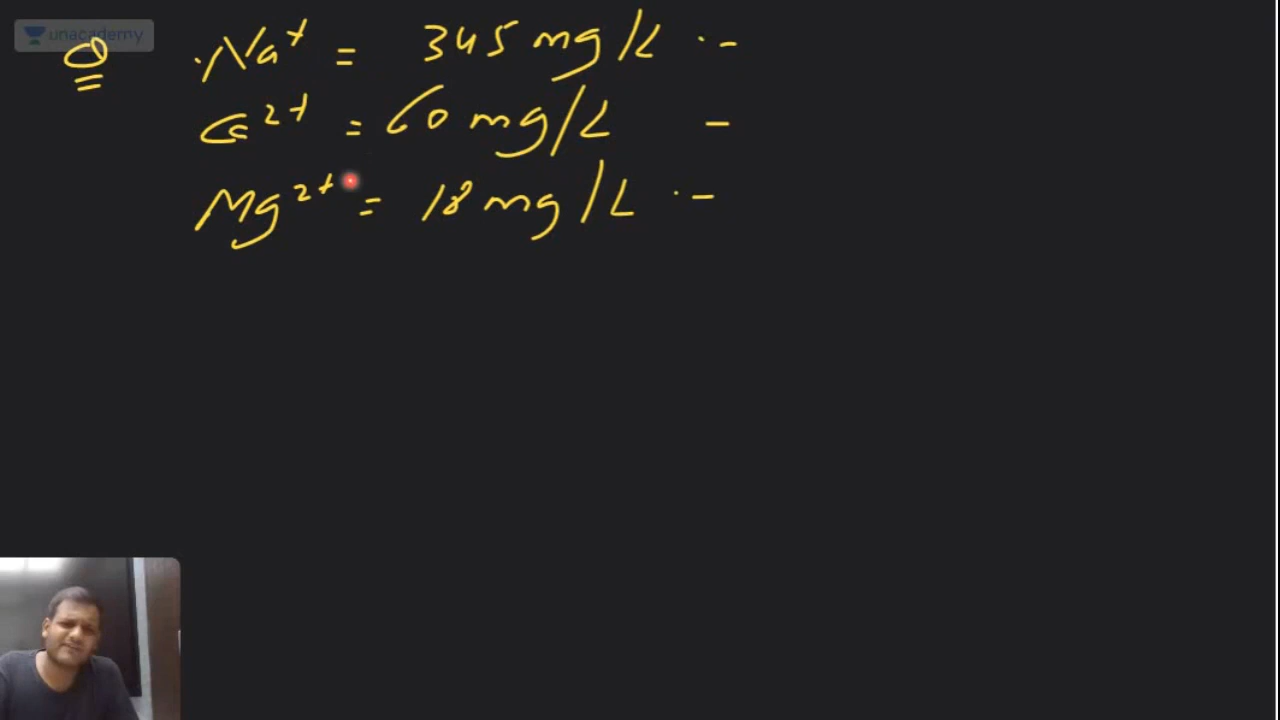 unacademy
Q .Na⁺ = 345 mg/L . -
Ca²⁺ = 60 mg/L -
Mg²⁺ = 18 mg/L . -